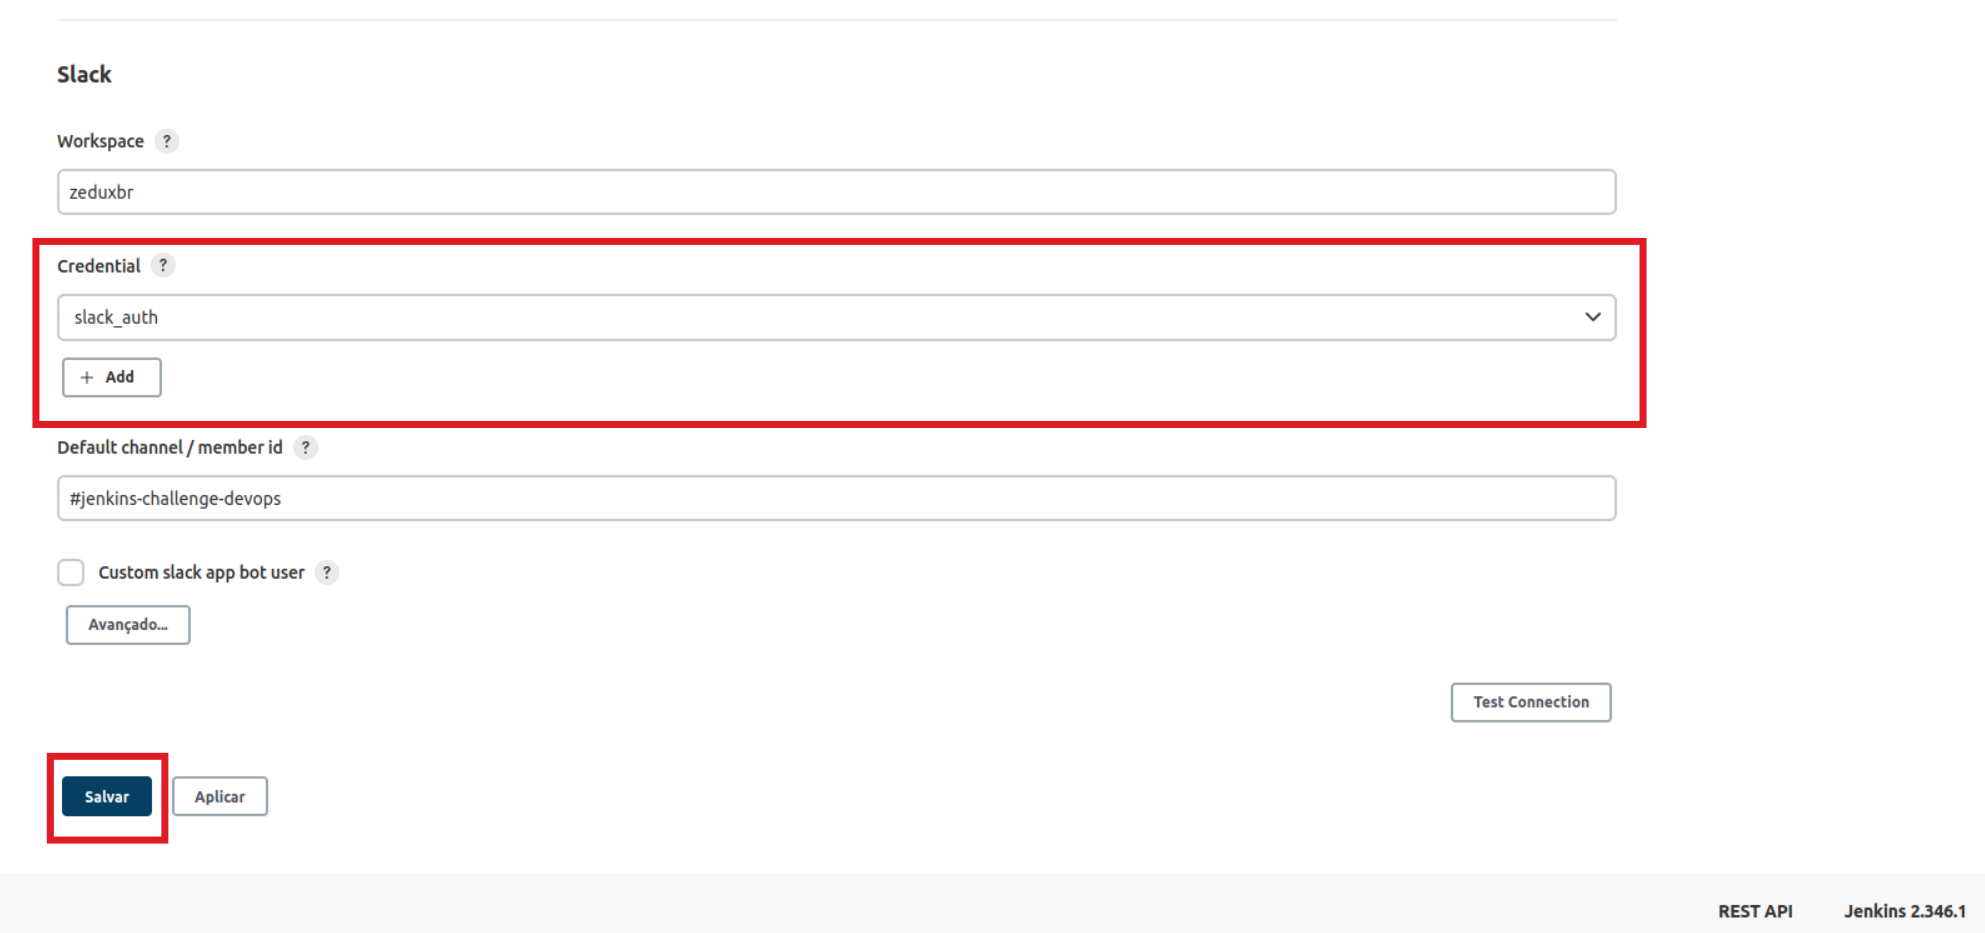 Slack
Workspace ?
zeduxbr
Credential ?
slack_auth
+ Add
Default channel / member id ?
#jenkins-challenge-devops
Custom slack app bot user ?
Avançado...
Test Connection
Salvar Aplicar
REST API Jenkins 2.346.1